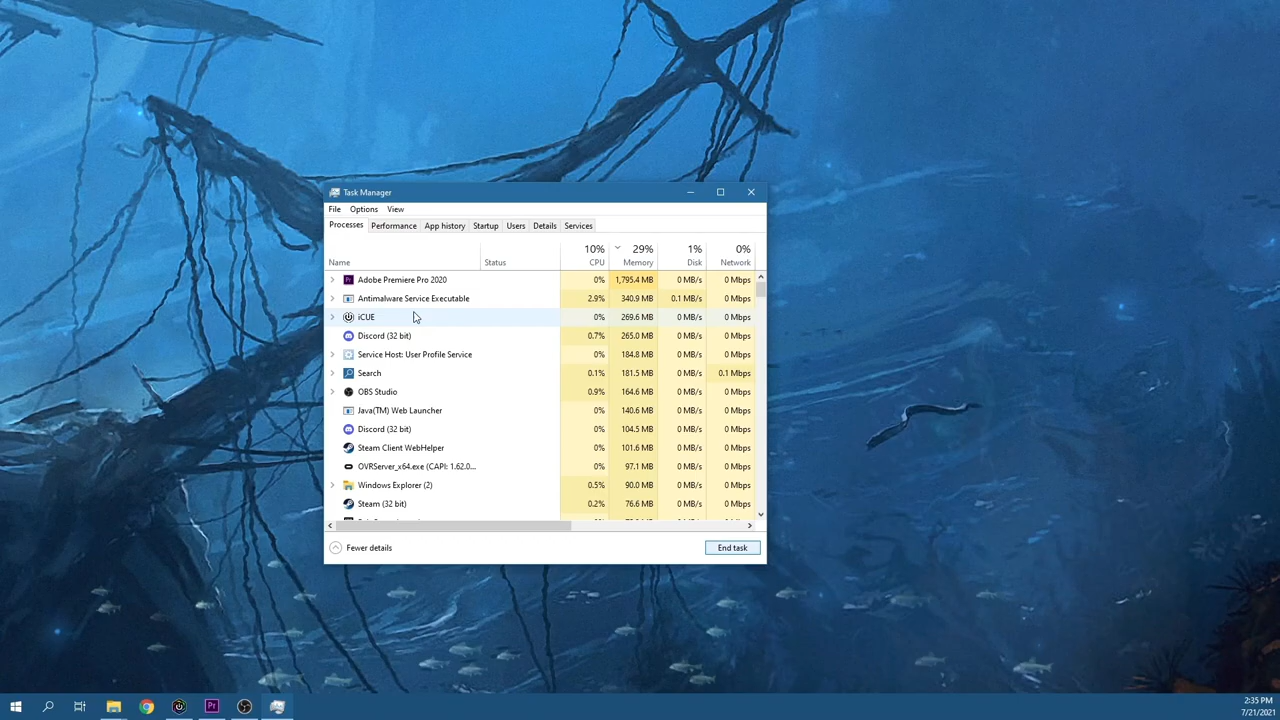 Task Manager
File Options View
Processes Performance App history Startup Users Details Services
10% 29% 1% 0%
Name Status CPU Memory Disk Network
Adobe Premiere Pro 2020 0% 1,795.4 MB 0 MB/s 0 Mbps
Antimalware Service Executable 2.9% 340.9 MB 0.1 MB/s 0 Mbps
iCUE 0% 269.6 MB 0 MB/s 0 Mbps
Discord (32 bit) 0.7% 265.0 MB 0 MB/s 0 Mbps
Service Host: User Profile Service 0% 184.8 MB 0 MB/s 0 Mbps
Search 0.1% 181.5 MB 0 MB/s 0.1 Mbps
OBS Studio 0.9% 164.6 MB 0 MB/s 0 Mbps
Java(TM) Web Launcher 0% 140.6 MB 0 MB/s 0 Mbps
Discord (32 bit) 0% 104.5 MB 0 MB/s 0 Mbps
Steam Client WebHelper 0% 101.6 MB 0 MB/s 0 Mbps
OVRServer_x64.exe (CAPI: 1.62.0... 0% 97.1 MB 0 MB/s 0 Mbps
Windows Explorer (2) 0.5% 90.0 MB 0 MB/s 0 Mbps
Steam (32 bit) 0.2% 76.6 MB 0 MB/s 0 Mbps
Fewer details End task
Pr
2:35 PM
7/21/2021